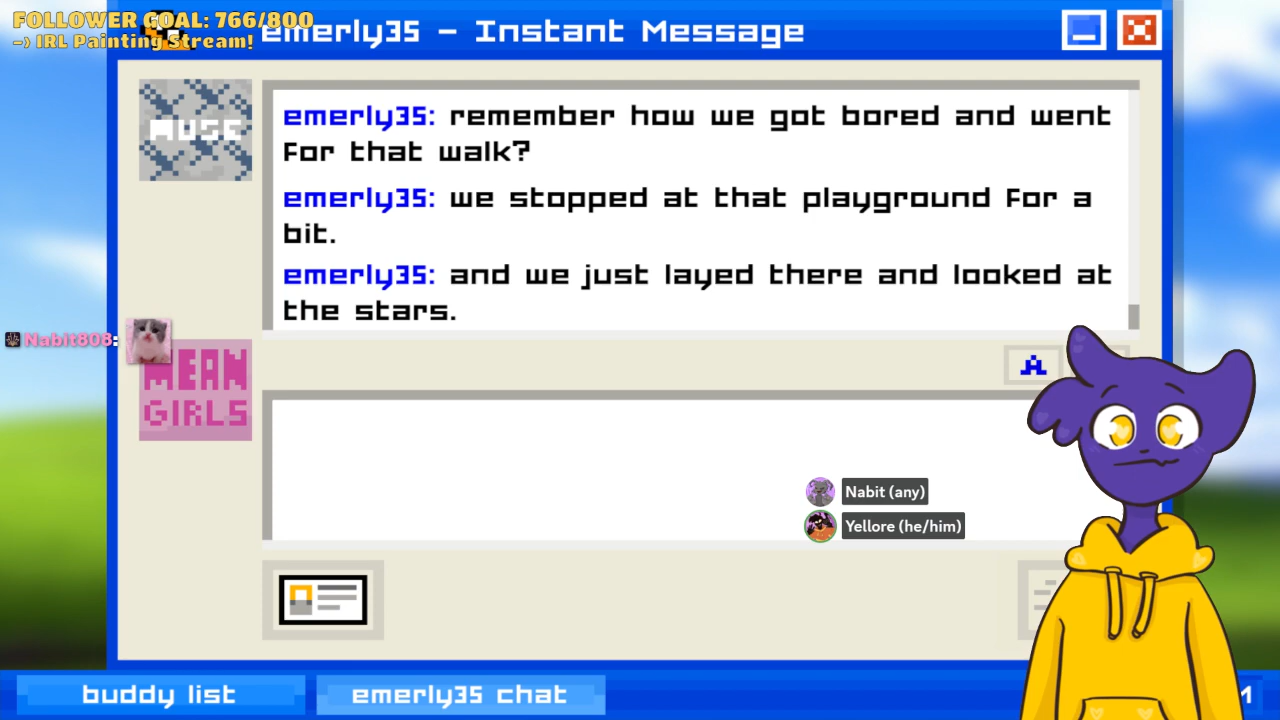 FOLLOWER GOAL: 766/800
-> IRL Painting Stream!
emerly35 - Instant Message
MUSE
emerly35: remember how we got bored and went
for that walk?
emerly35: we stopped at that playground for a
bit.
emerly35: and we just layed there and looked at
the stars.
Nabit808:
MEAN
GIRLS
A
Nabit (any)
Yellore (he/him)
buddy list
emerly35 chat